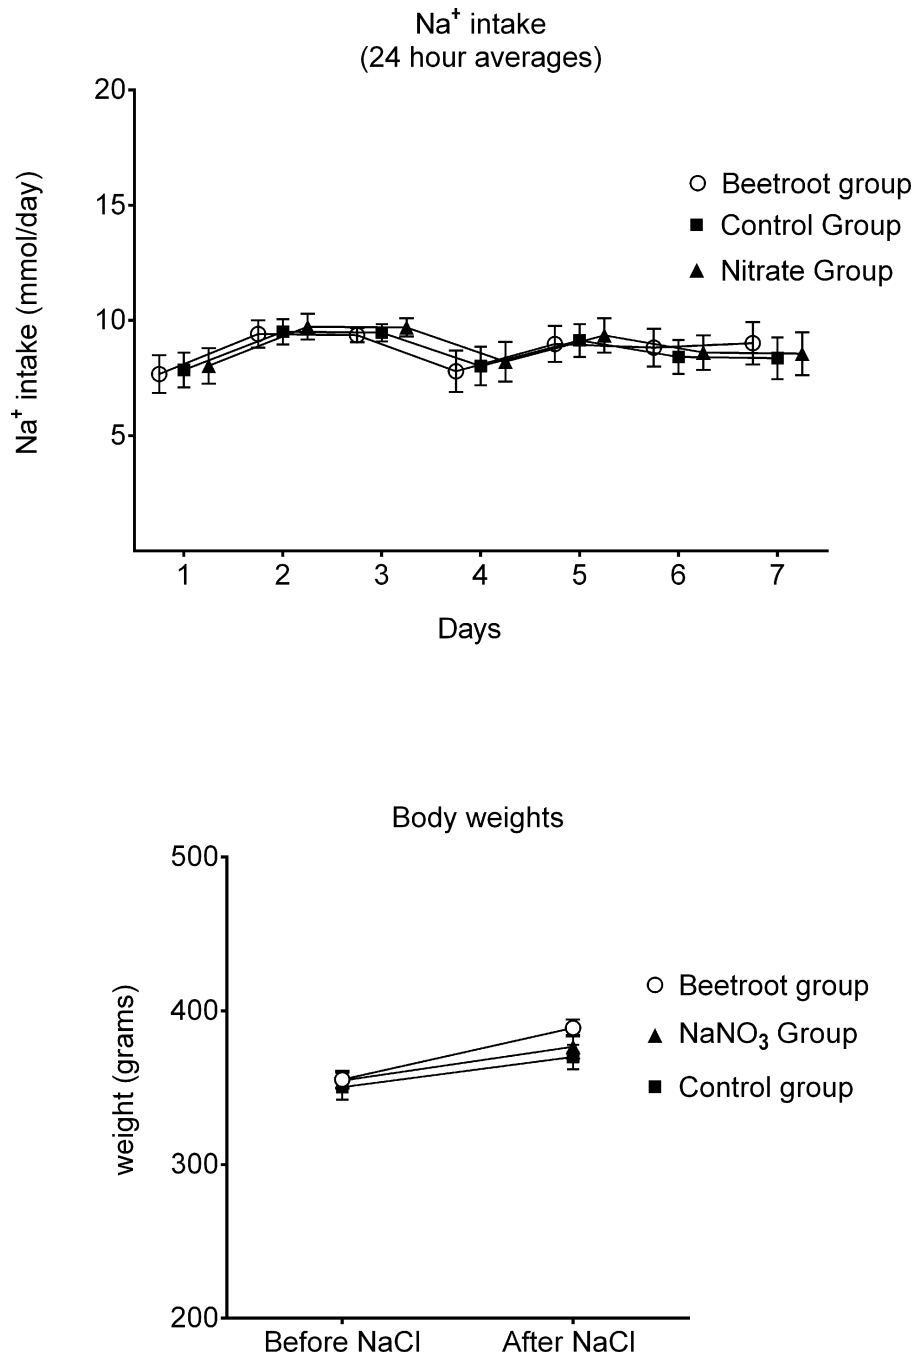 Na⁺ intake
(24 hour averages)
20
15
10
5
Na⁺ intake (mmol/day)
Beetroot group
Control Group
Nitrate Group
1 2 3 4 5 6 7
Days
Body weights
500
400
300
200
weight (grams)
Beetroot group
NaNO₃ Group
Control group
Before NaCl After NaCl